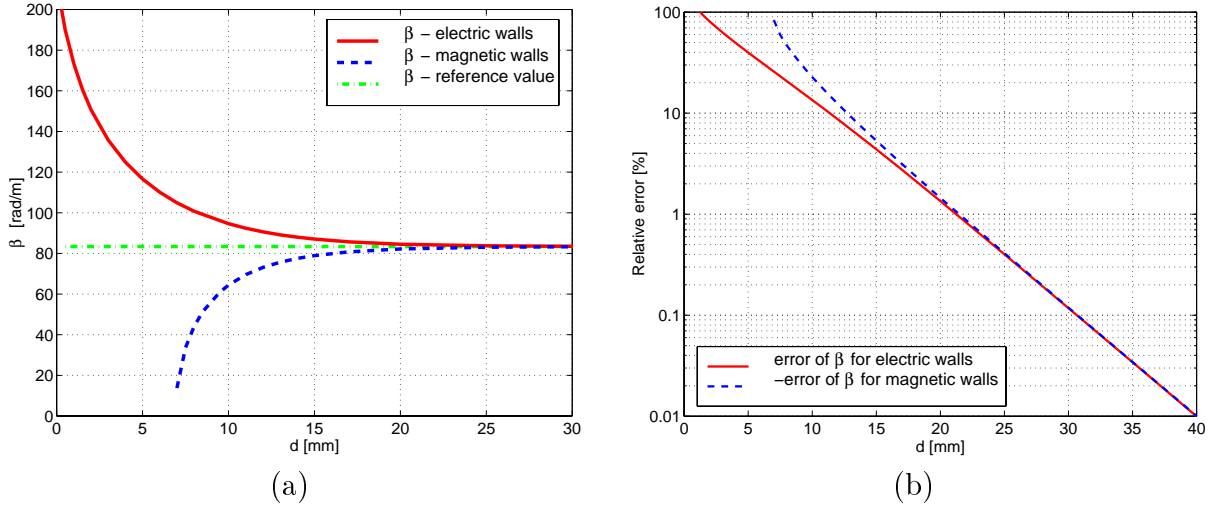 200
180
160
140
120
100
80
60
40
20
0
β [rad/m]
0 5 10 15 20 25 30
d [mm]
β − electric walls
β − magnetic walls
β − reference value
(a)
100
10
1
0.1
0.01
Relative error [%]
0 5 10 15 20 25 30 35 40
d [mm]
error of β for electric walls
−error of β for magnetic walls
(b)